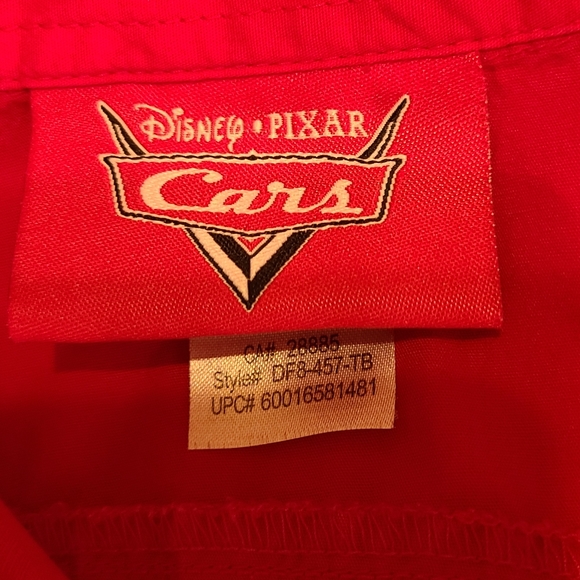 Disney • PIXAR
Cars
CA# 28885
Style# DF8-457-TB
UPC# 60016581481